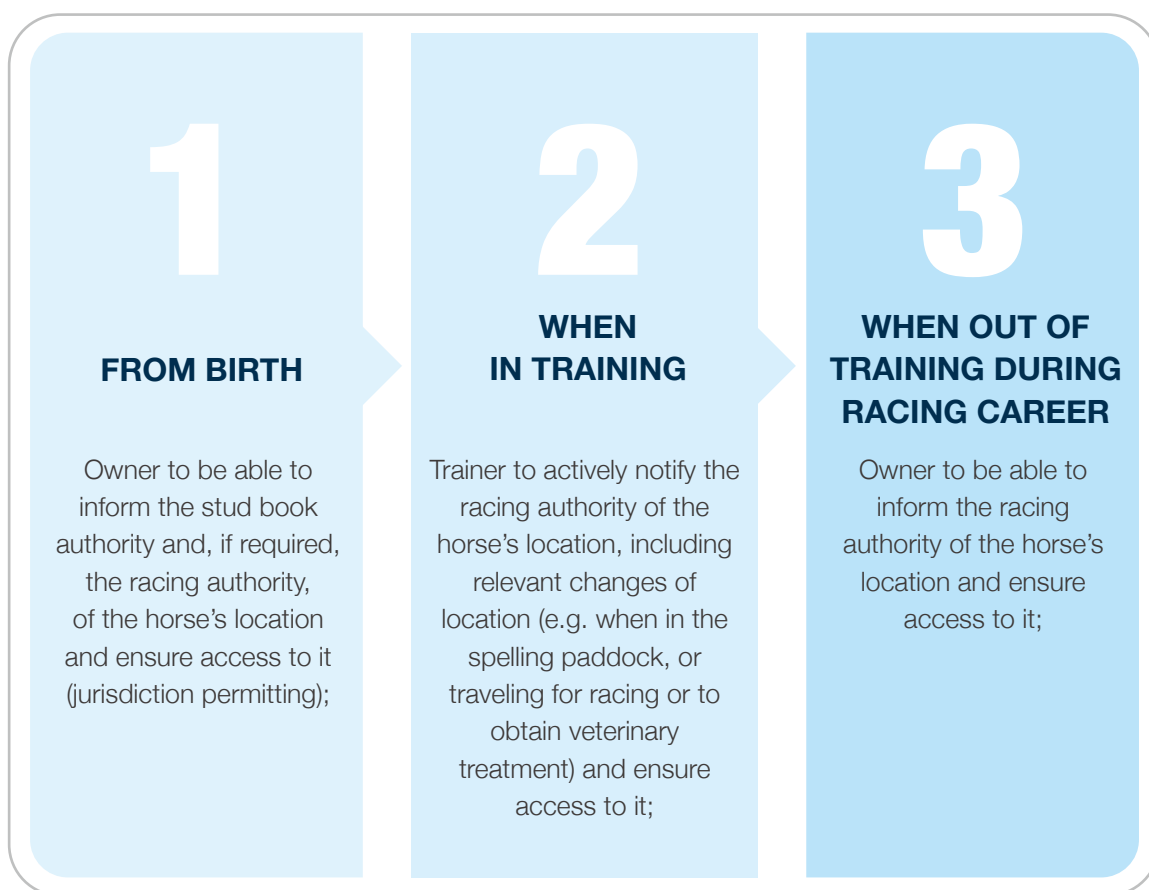 1
FROM BIRTH
Owner to be able to
inform the stud book
authority and, if required,
the racing authority,
of the horse's location
and ensure access to it
(jurisdiction permitting);
2
WHEN
IN TRAINING
Trainer to actively notify the
racing authority of the
horse's location, including
relevant changes of
location (e.g. when in the
spelling paddock, or
traveling for racing or to
obtain veterinary
treatment) and ensure
access to it;
3
WHEN OUT OF
TRAINING DURING
RACING CAREER
Owner to be able to
inform the racing
authority of the horse's
location and ensure
access to it;